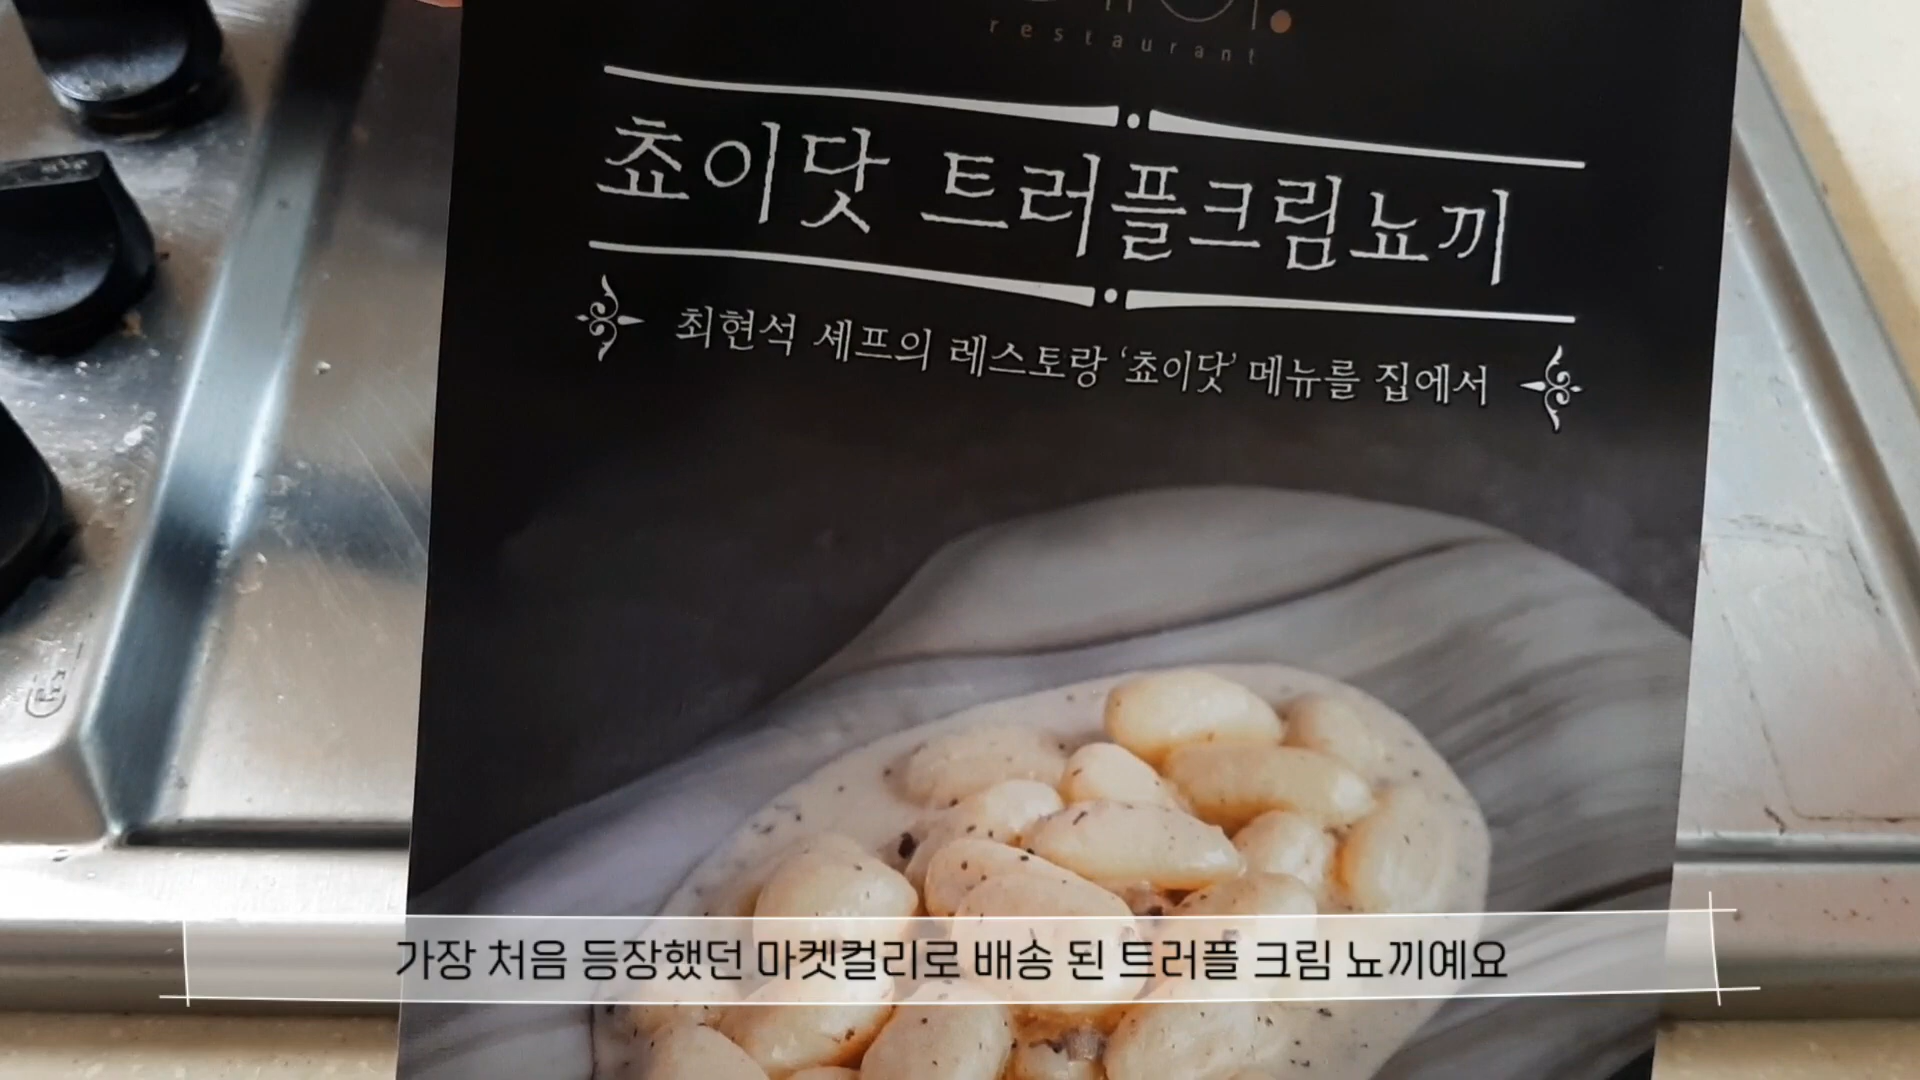 restaurant
쵸이닷 트러플크림뇨끼
최현석 셰프의 레스토랑 ‘쵸이닷’ 메뉴를 집에서
가장 처음 등장했던 마켓컬리로 배송 된 트러플 크림 뇨끼예요